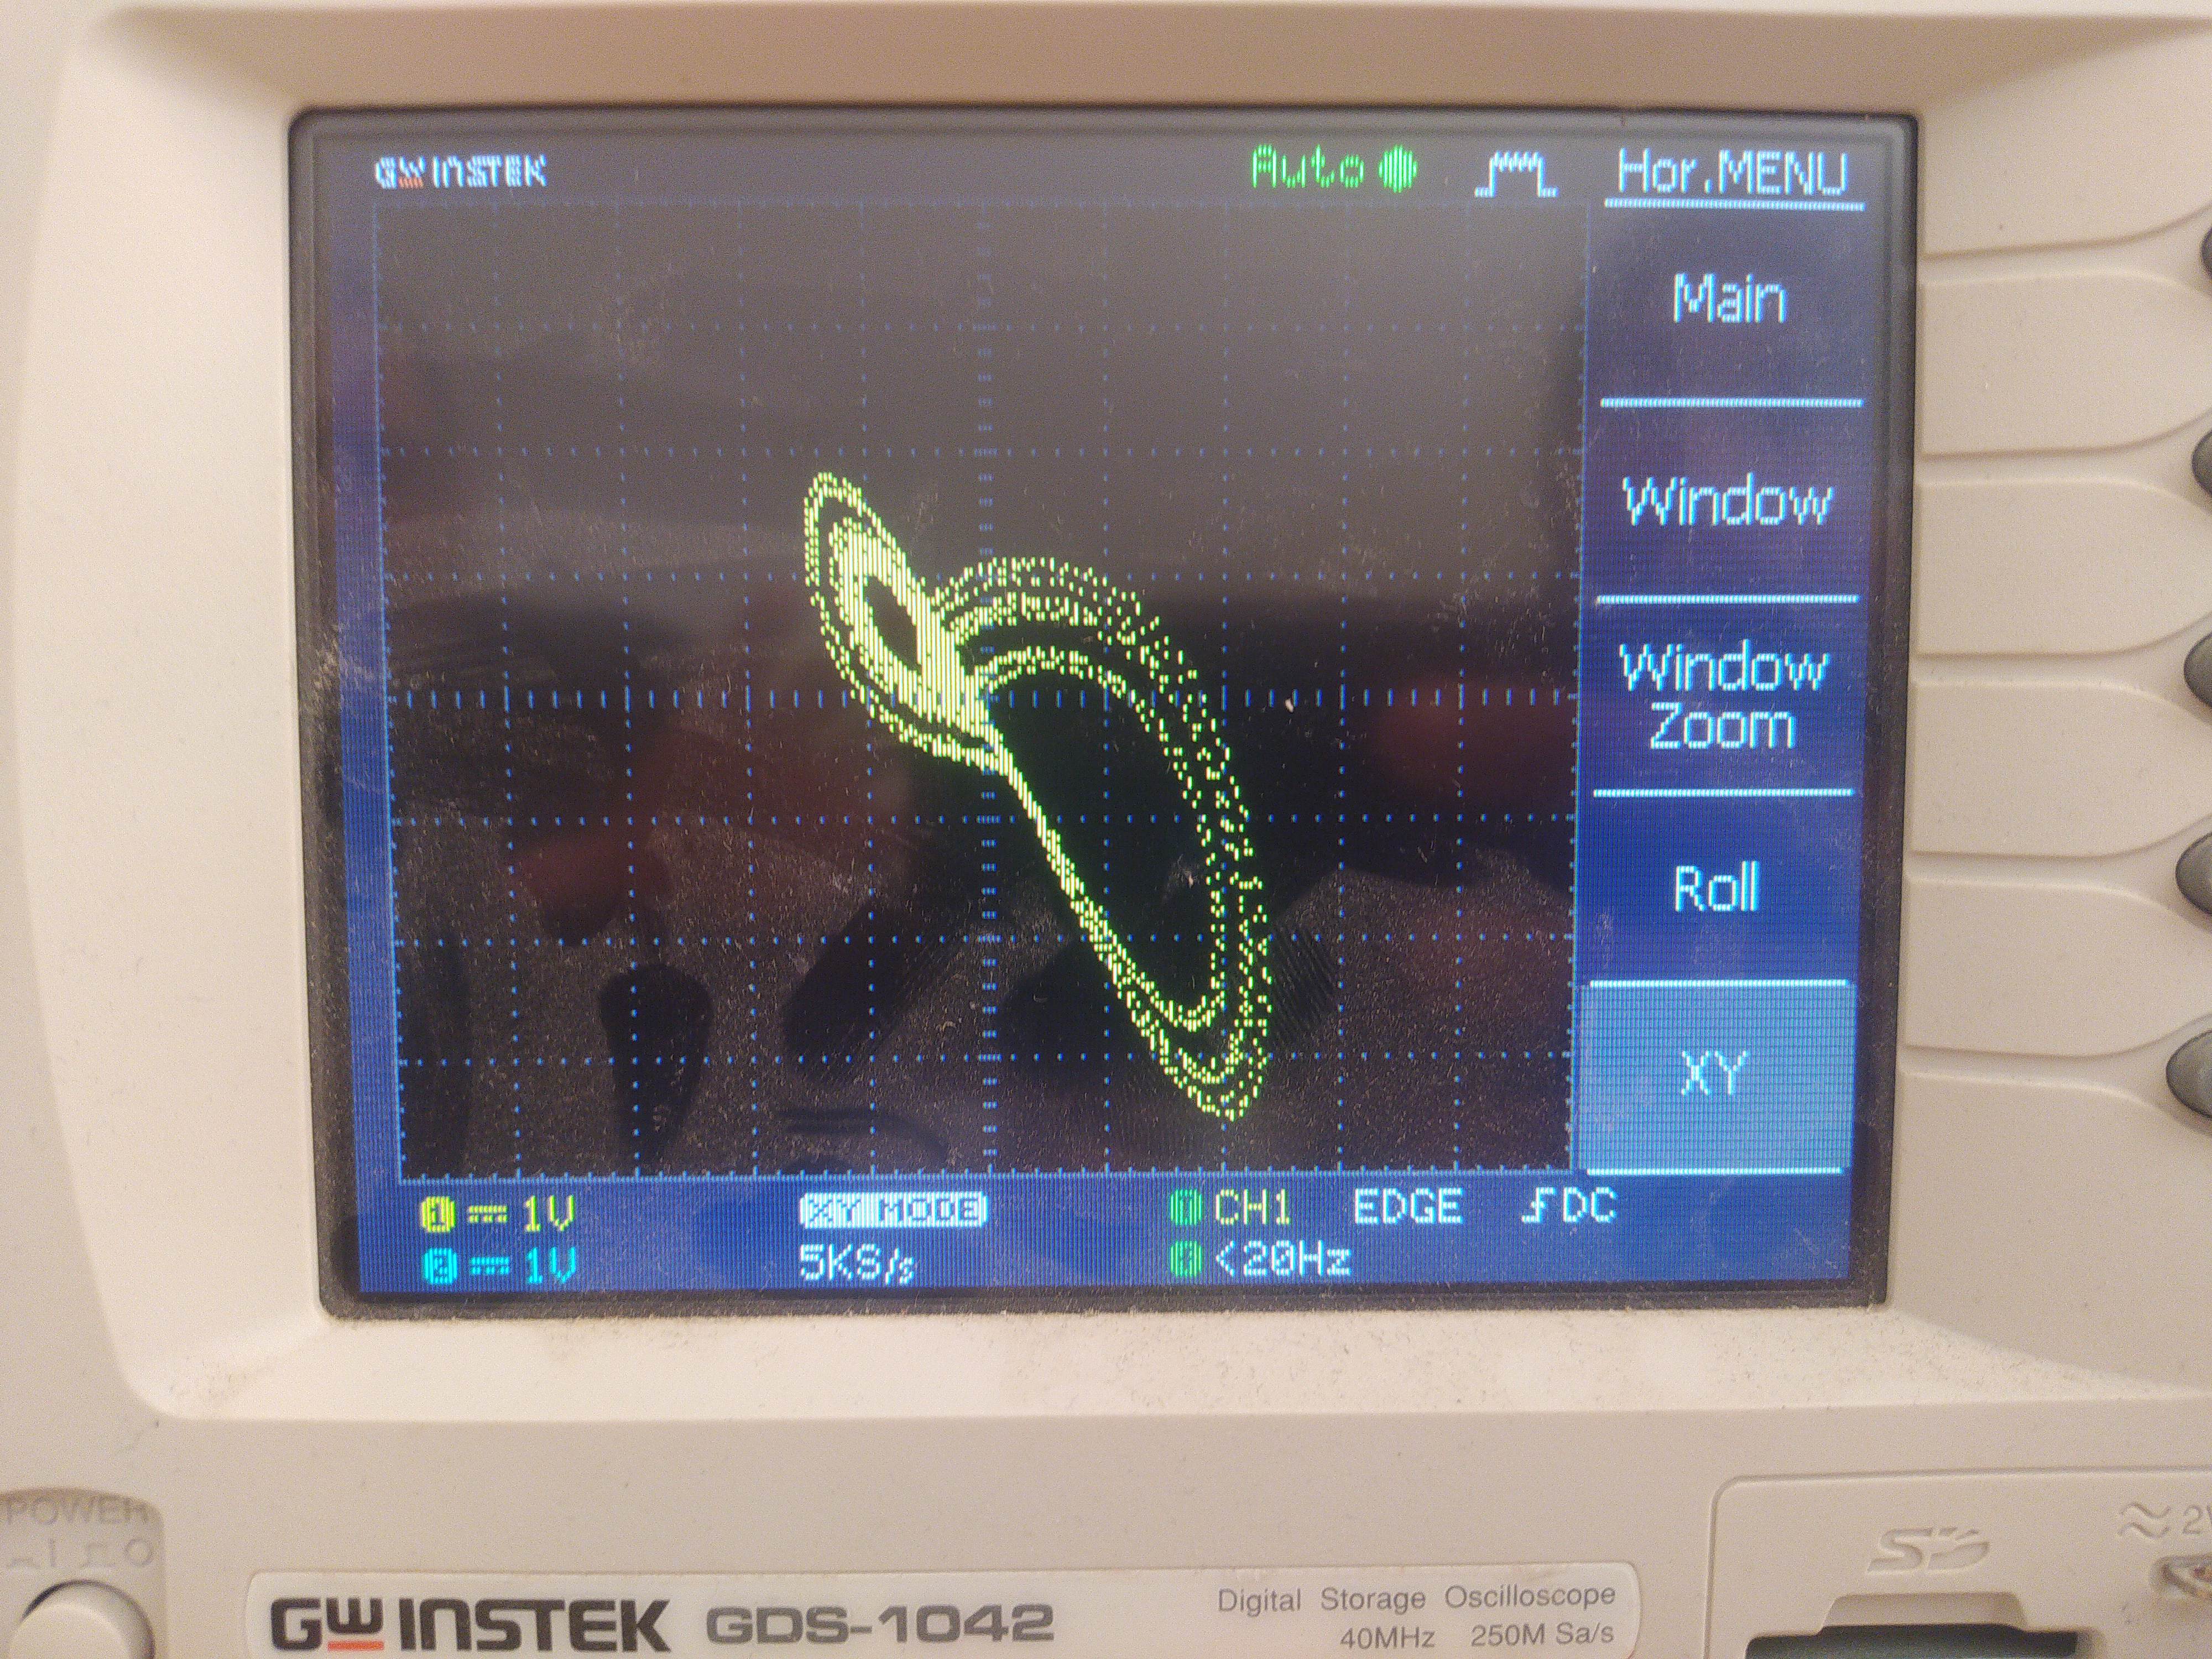 GW INSTEK Auto Hor.MENU
Main
Window
Window
Zoom
Roll
XY
1 1V XY MODE CH1 EDGE DC
2 1V 5KS/s <20Hz
POWER
SD
GW INSTEK GDS-1042 Digital Storage Oscilloscope
40MHz 250M Sa/s